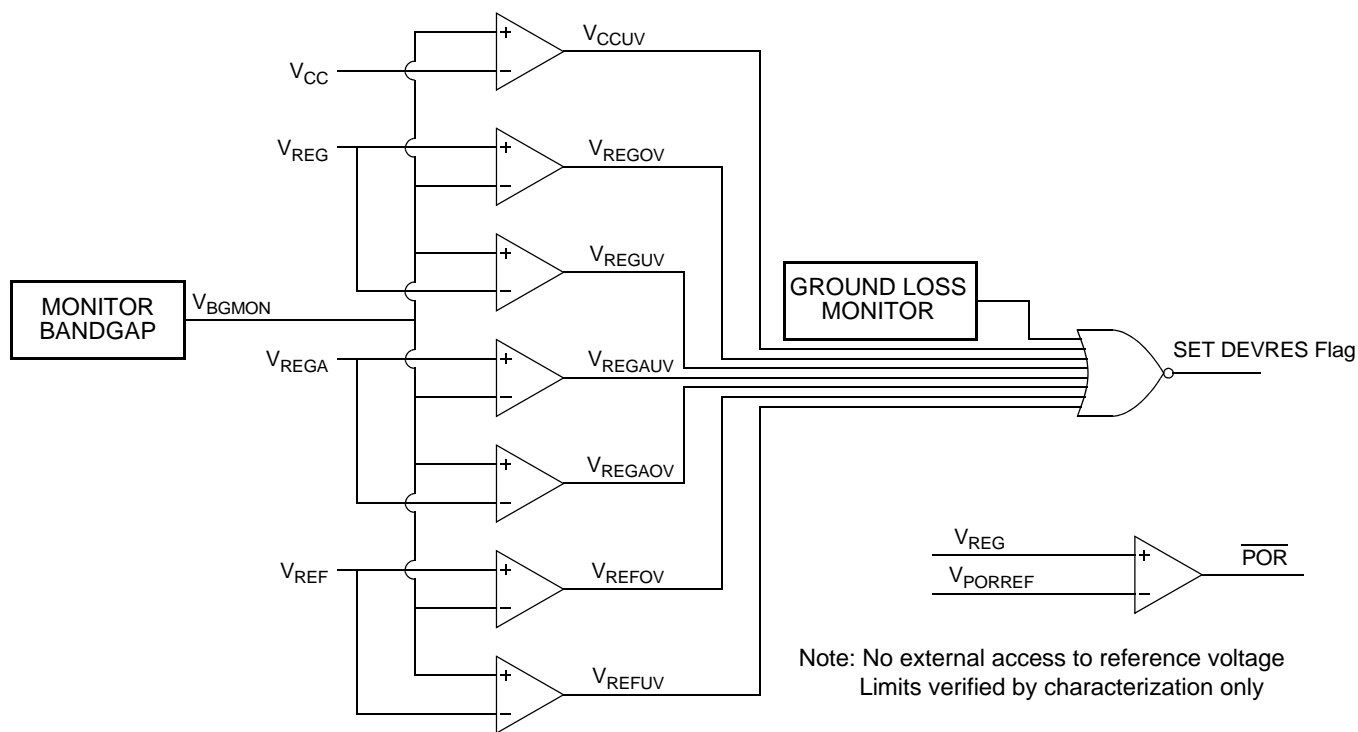 VCC
VREG
MONITOR
BANDGAP
VBGMON
VREGA
VREF
+
−
VCCUV
+
−
VREGOV
+
−
VREGUV
+
−
VREGAUV
+
−
VREGAOV
+
−
VREFOV
+
−
VREFUV
GROUND LOSS
MONITOR
SET DEVRES Flag
VREG
VPORREF
+
−
POR
Note: No external access to reference voltage
Limits verified by characterization only